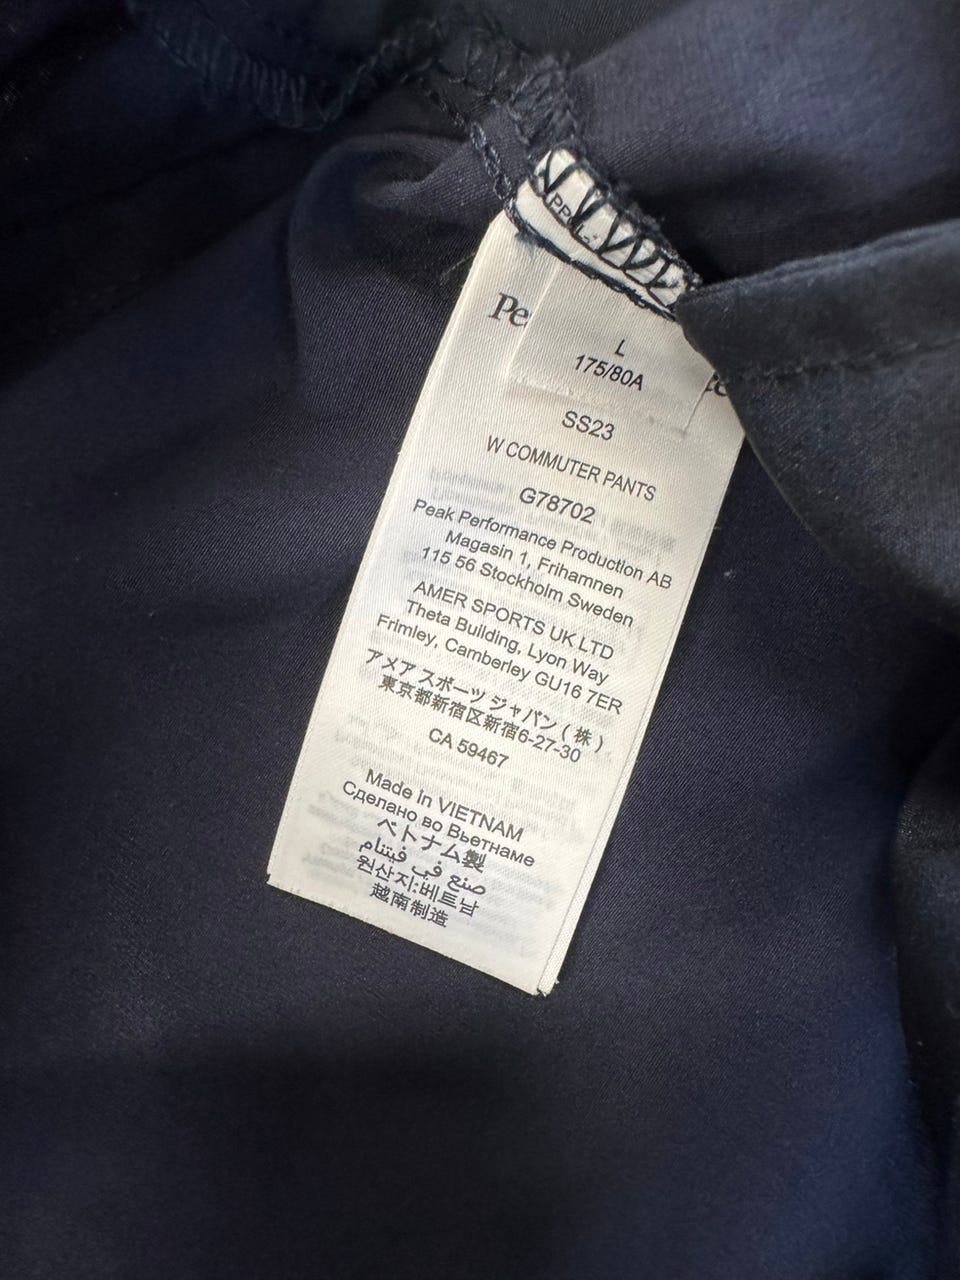 L
175/80A
SS23
W COMMUTER PANTS
G78702
Peak Performance Production AB
Magasin 1, Frihamnen
115 56 Stockholm Sweden
AMER SPORTS UK LTD
Theta Building, Lyon Way
Frimley, Camberley GU16 7ER
アメア スポーツ ジャパン(株)
東京都新宿区新宿6-27-30
CA 59467
Made in VIETNAM
Сделано во Вьетнаме
ベトナム製
صنع في فيتنام
원산지:베트남
越南制造